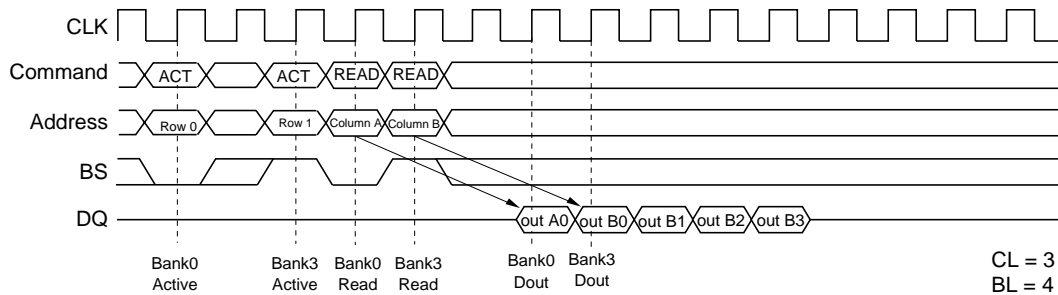 CLK
Command ACT ACT READ READ
Address Row 0 Row 1 Column A Column B
BS
DQ out A0 out B0 out B1 out B2 out B3
Bank0 Active
Bank3 Active
Bank0 Read
Bank3 Read
Bank0 Dout
Bank3 Dout
CL = 3
BL = 4